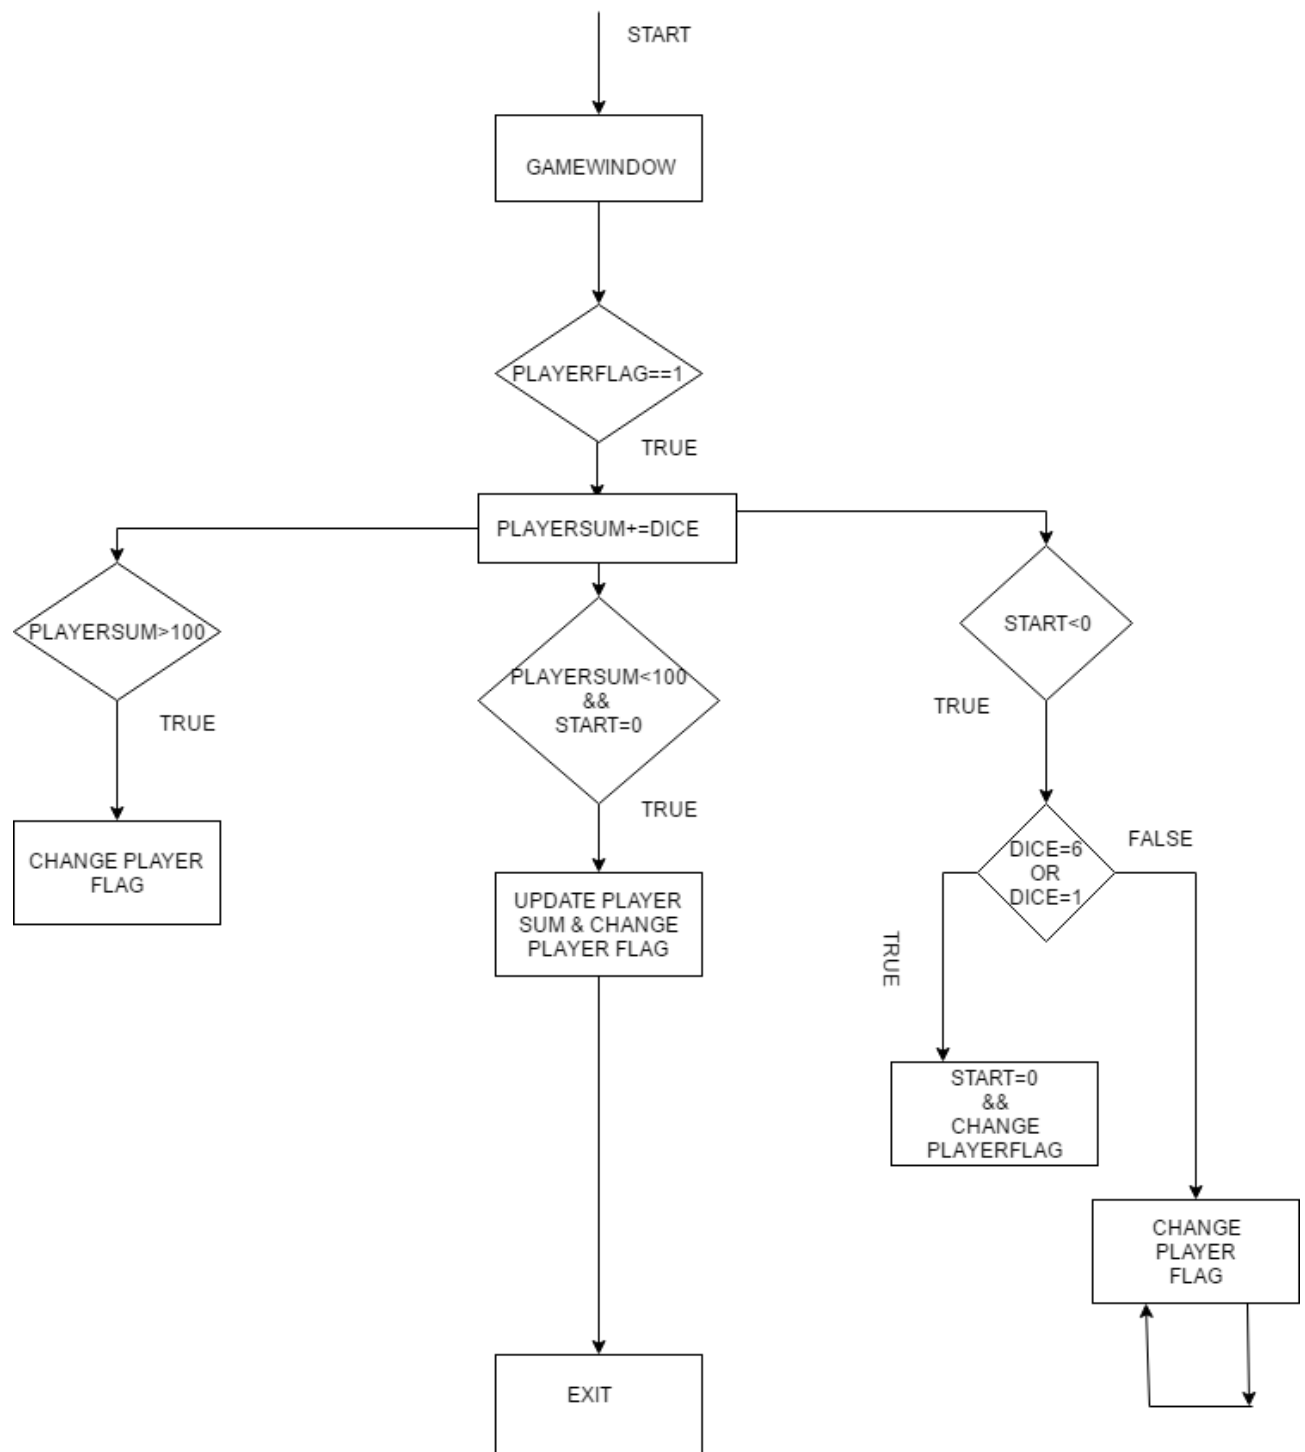 START
GAMEWINDOW
PLAYERFLAG==1
TRUE
PLAYERSUM+=DICE
PLAYERSUM>100
TRUE
CHANGE PLAYER
FLAG
PLAYERSUM<100
&&
START=0
TRUE
UPDATE PLAYER
SUM & CHANGE
PLAYER FLAG
EXIT
START<0
TRUE
DICE=6
OR
DICE=1
FALSE
TRUE
START=0
&&
CHANGE
PLAYERFLAG
CHANGE
PLAYER
FLAG